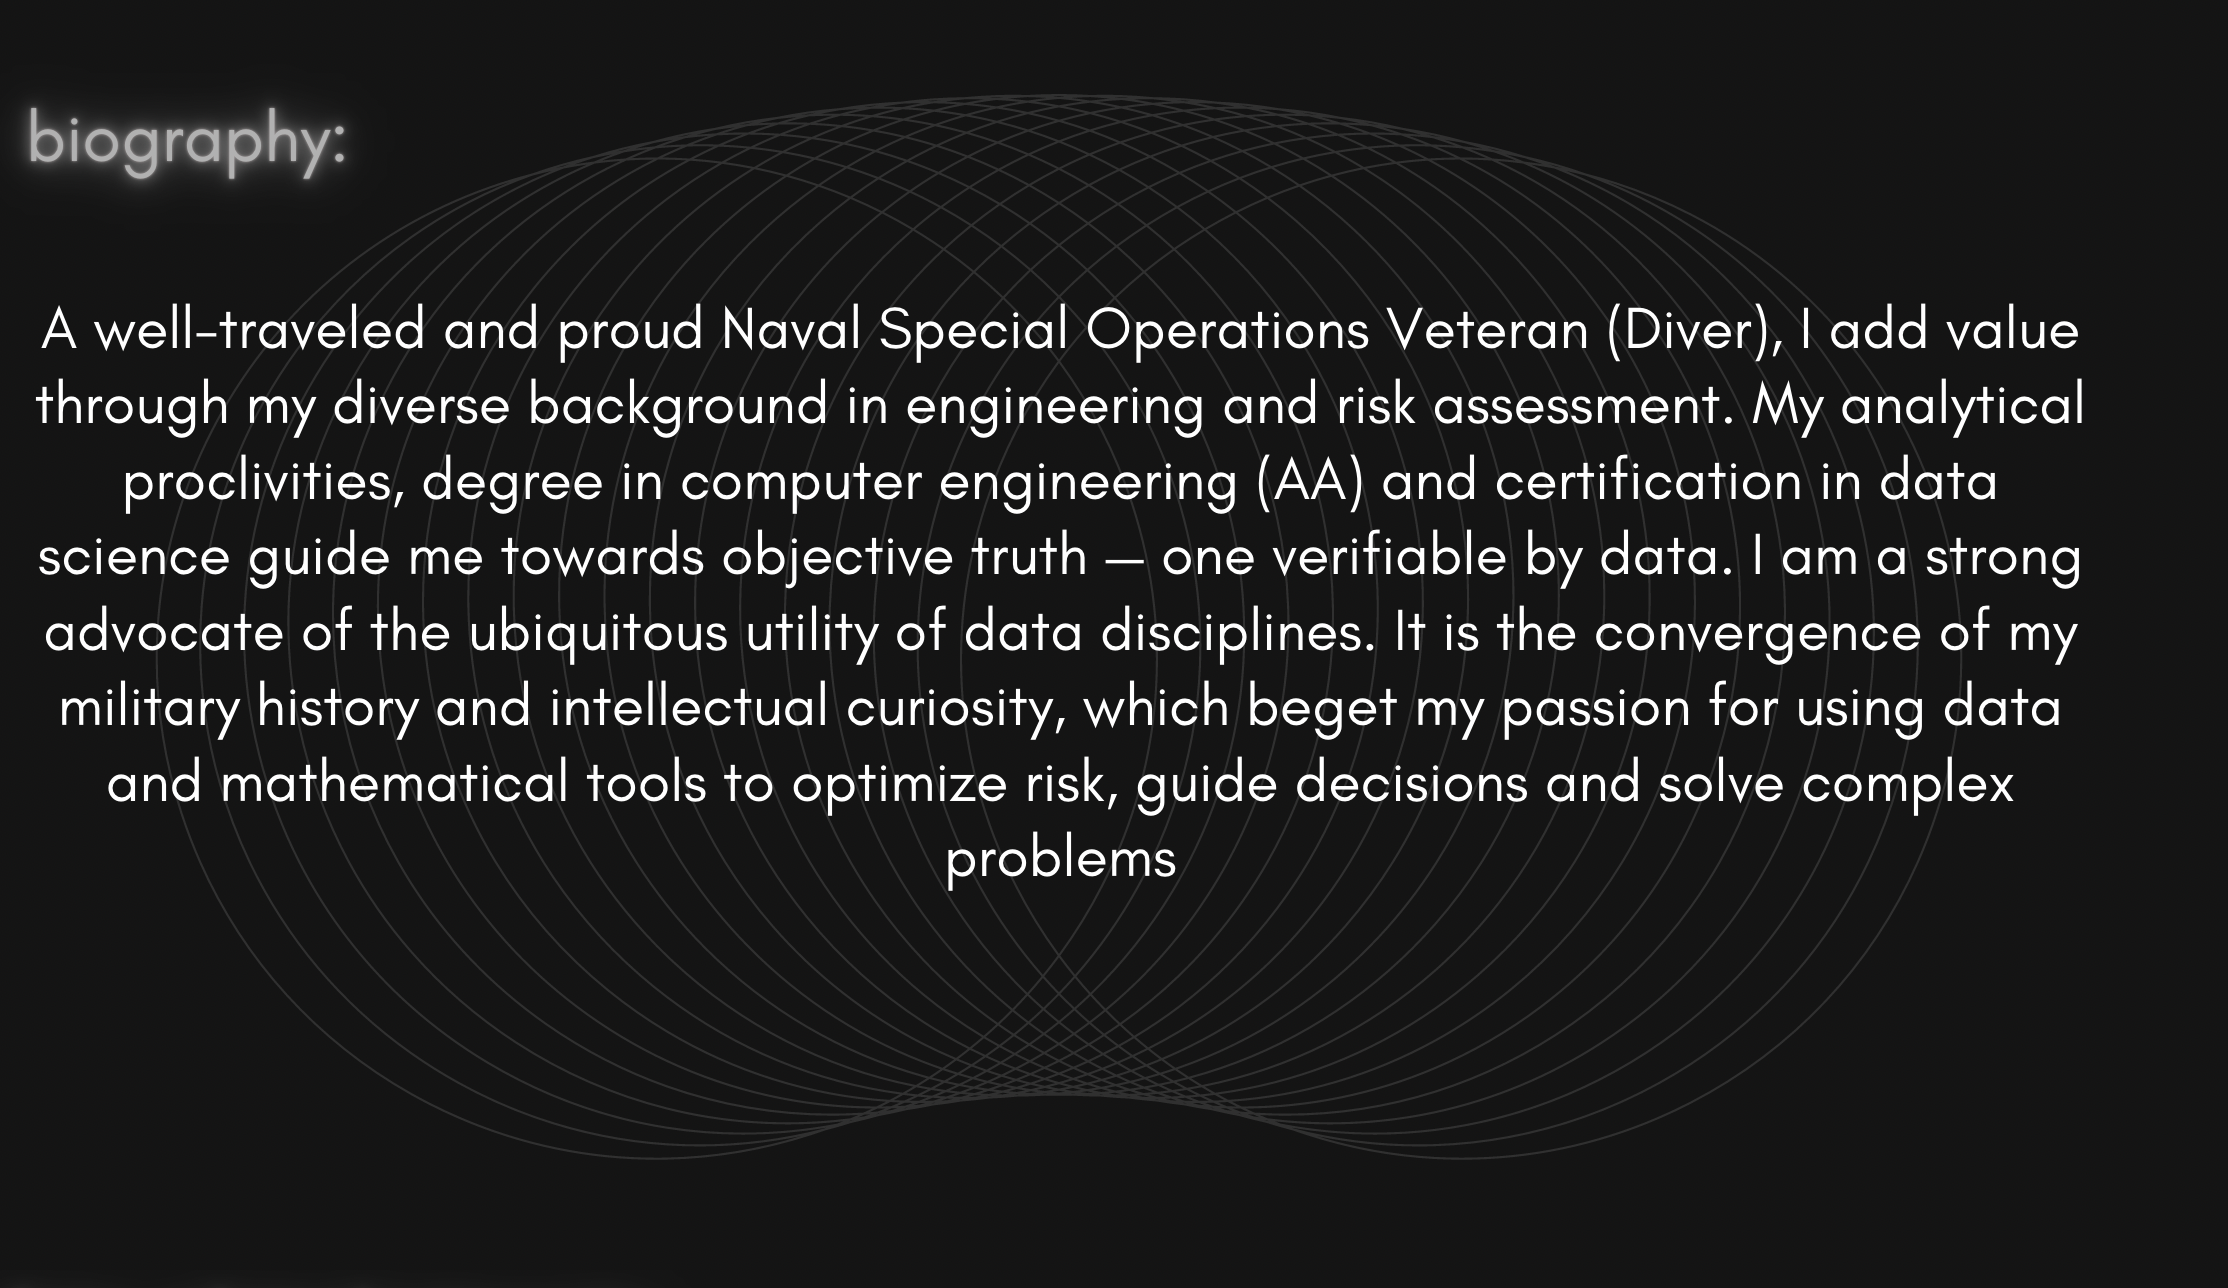 biography:
A well-traveled and proud Naval Special Operations Veteran (Diver), I add value
through my diverse background in engineering and risk assessment. My analytical
proclivities, degree in computer engineering (AA) and certification in data
science guide me towards objective truth — one verifiable by data. I am a strong
advocate of the ubiquitous utility of data disciplines. It is the convergence of my
military history and intellectual curiosity, which beget my passion for using data
and mathematical tools to optimize risk, guide decisions and solve complex
problems